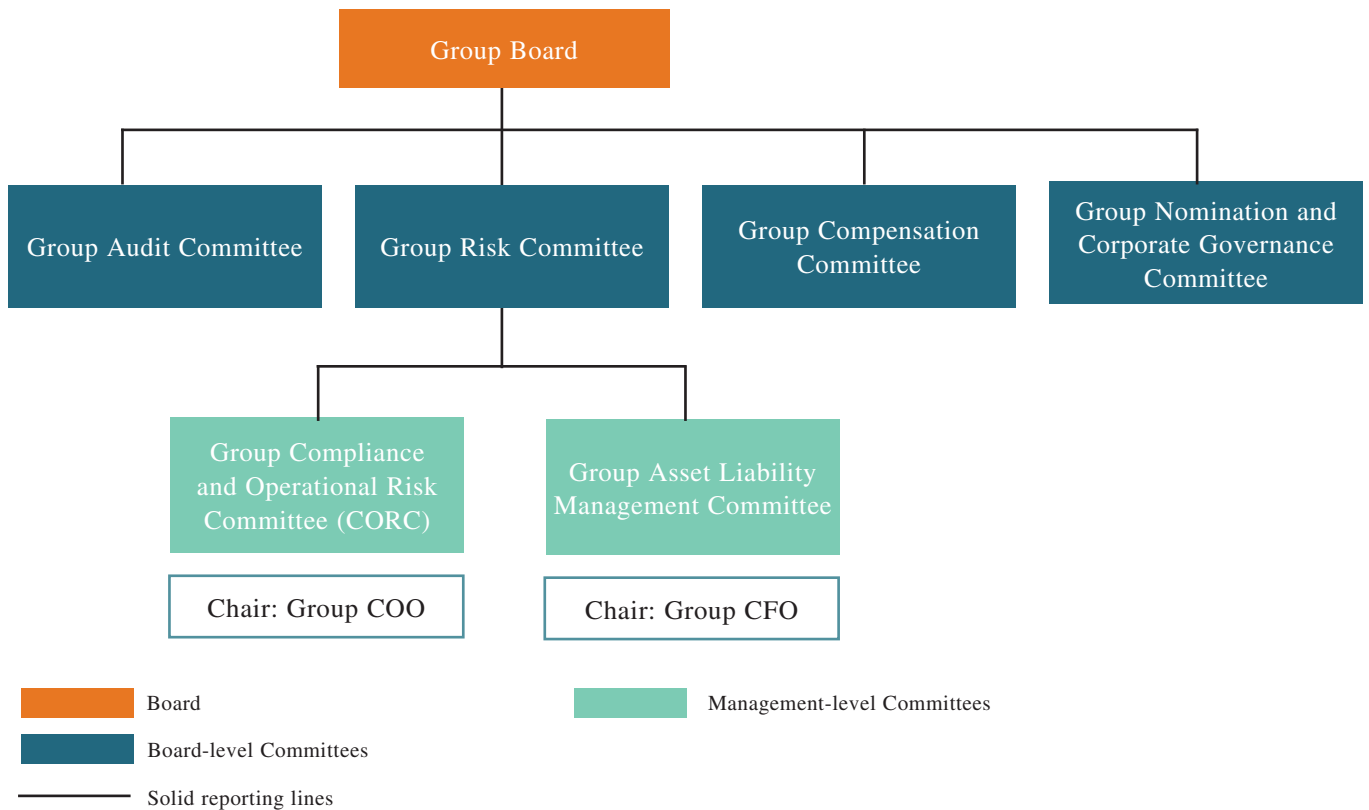 Group Board
Group Audit Committee
Group Risk Committee
Group Compensation
Committee
Group Nomination and
Corporate Governance
Committee
Group Compliance
and Operational Risk
Committee (CORC)
Group Asset Liability
Management Committee
Chair: Group COO
Chair: Group CFO
Board
Management-level Committees
Board-level Committees
Solid reporting lines